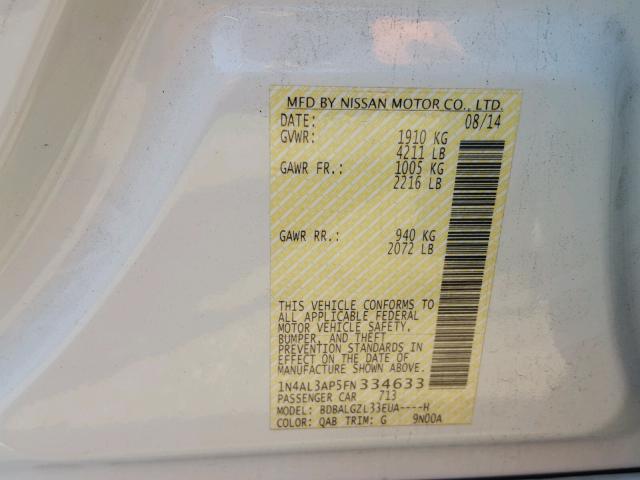 MFD BY NISSAN MOTOR CO., LTD.
DATE: 08/14
GVWR: 1910 KG
4211 LB
GAWR FR.: 1005 KG
2216 LB
GAWR RR.: 940 KG
2072 LB
THIS VEHICLE CONFORMS TO
ALL APPLICABLE FEDERAL
MOTOR VEHICLE SAFETY,
BUMPER, AND THEFT
PREVENTION STANDARDS IN
EFFECT ON THE DATE OF
MANUFACTURE SHOWN ABOVE.
1N4AL3AP5FN334633
PASSENGER CAR 713
MODEL: BDBALGZL33EUA----H
COLOR: QAB TRIM: G 9N00A